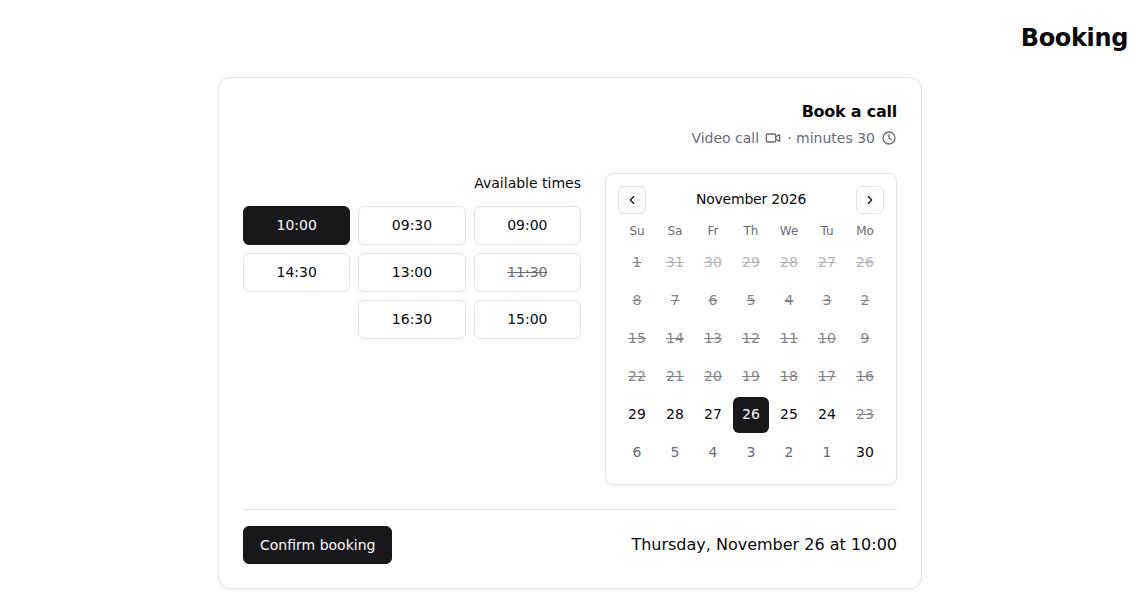 Booking
Book a call
Video call · minutes 30
Available times
10:00 09:30 09:00
14:30 13:00 11:30
16:30 15:00
November 2026
Su Sa Fr Th We Tu Mo
1 31 30 29 28 27 26
8 7 6 5 4 3 2
15 14 13 12 11 10 9
22 21 20 19 18 17 16
29 28 27 26 25 24 23
6 5 4 3 2 1 30
Confirm booking
Thursday, November 26 at 10:00